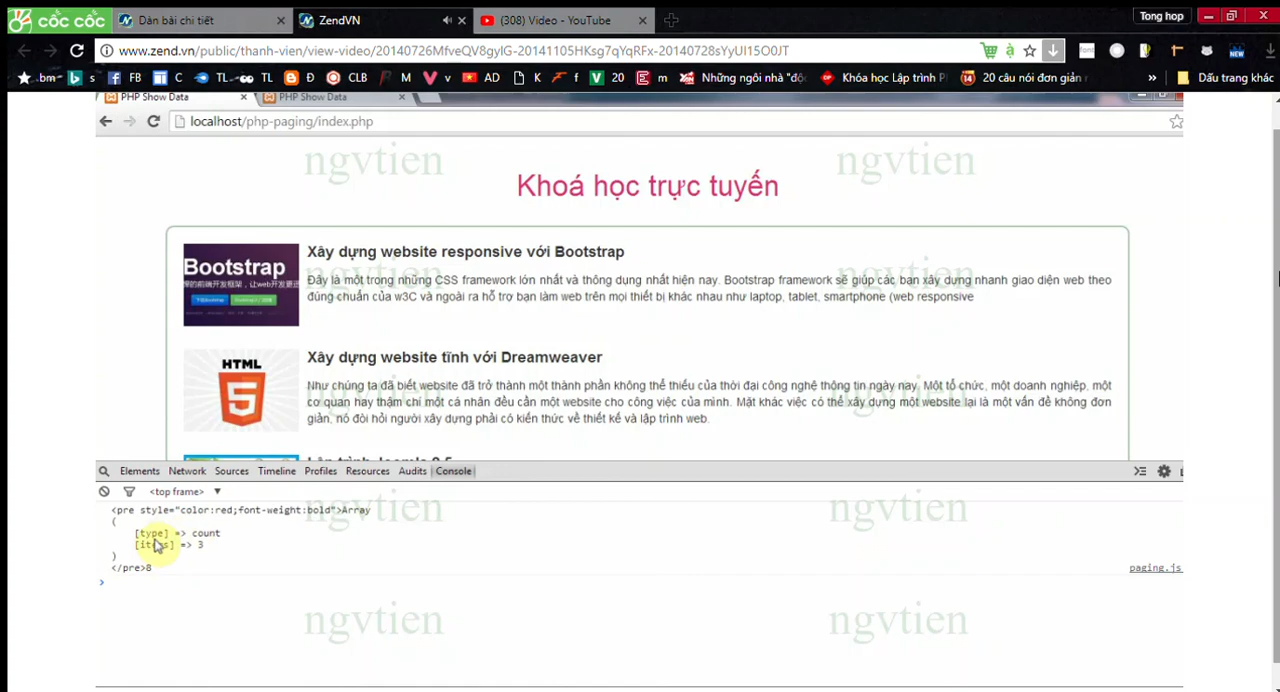 cốc cốc
Dàn bài chi tiết
ZendVN
(308) Video - YouTube
Tong hop
www.zend.vn/public/thanh-vien/view-video/20140726MfveQV8gyIG-20141105HKsg7qYqRFx-20140728sYyUI15O0JT
bm
s
FB
C
TL
TL
Đ
CLB
M
v
AD
K
f
20
m
Những ngôi nhà "độc
Khóa học Lập trình P
20 câu nói đơn giản
»
Dấu trang khác
PHP Show Data
PHP Show Data
localhost/php-paging/index.php
ngvtien
ngvtien
Khoá học trực tuyến
Bootstrap
Xây dựng website responsive với Bootstrap
Đây là một trong những CSS framework lớn nhất và thông dụng nhất hiện nay. Bootstrap framework sẽ giúp các bạn xây dựng nhanh giao diện web theo
đúng chuẩn của w3C và ngoài ra hỗ trợ bạn làm web trên mọi thiết bị khác nhau như laptop, tablet, smartphone (web responsive
ngvtien
ngvtien
HTML
5
Xây dựng website tĩnh với Dreamweaver
Như chúng ta đã biết website đã trở thành một thành phần không thể thiếu của thời đại công nghệ thông tin ngày nay. Một tổ chức, một doanh nghiệp, một
cơ quan hay thậm chí một cá nhân đều cần một website cho công việc của mình. Mặt khác việc có thể xây dựng một website lại là một vấn đề không đơn
giản, nó đòi hỏi người xây dựng phải có kiến thức về thiết kế và lập trình web.
ngvtien
ngvtien
Elements Network Sources Timeline Profiles Resources Audits Console
<top frame>
<pre style="color:red;font-weight:bold">Array
(
[type] => count
[items] => 3
)
</pre>8
paging.js
ngvtien
ngvtien
ngvtien
ngvtien